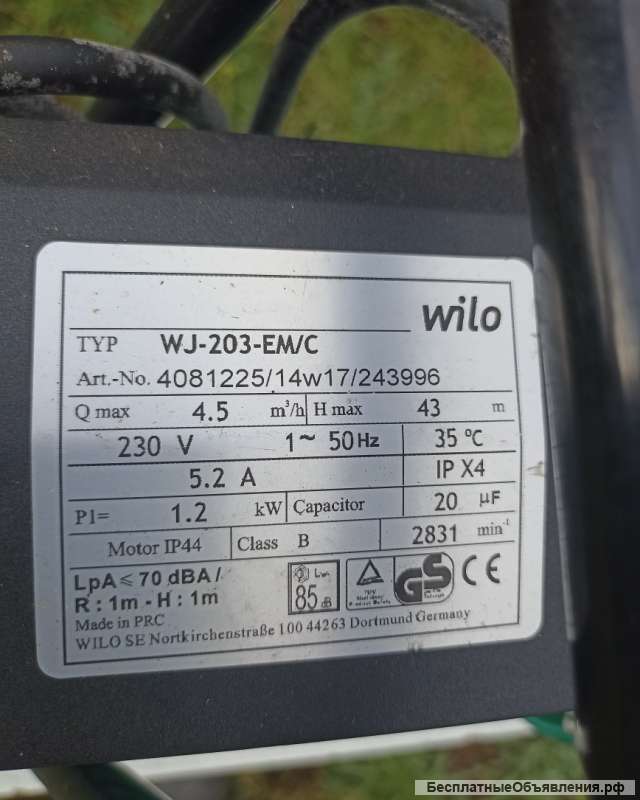 wilo
TYP WJ-203-EM/C
Art.-No. 4081225/14w17/243996
Q max 4.5 m³/h H max 43 m
230 V 1~ 50Hz 35 °C
5.2 A IP X4
P1= 1.2 kW Capacitor 20 µF
Motor IP44 Class B 2831 min⁻¹
LpA ≤ 70 dBA/
R : 1m - H : 1m
85 dB
GS CE
Made in PRC
WILO SE Nortkirchenstraße 100 44263 Dortmund Germany
БесплатныеОбъявления.рф